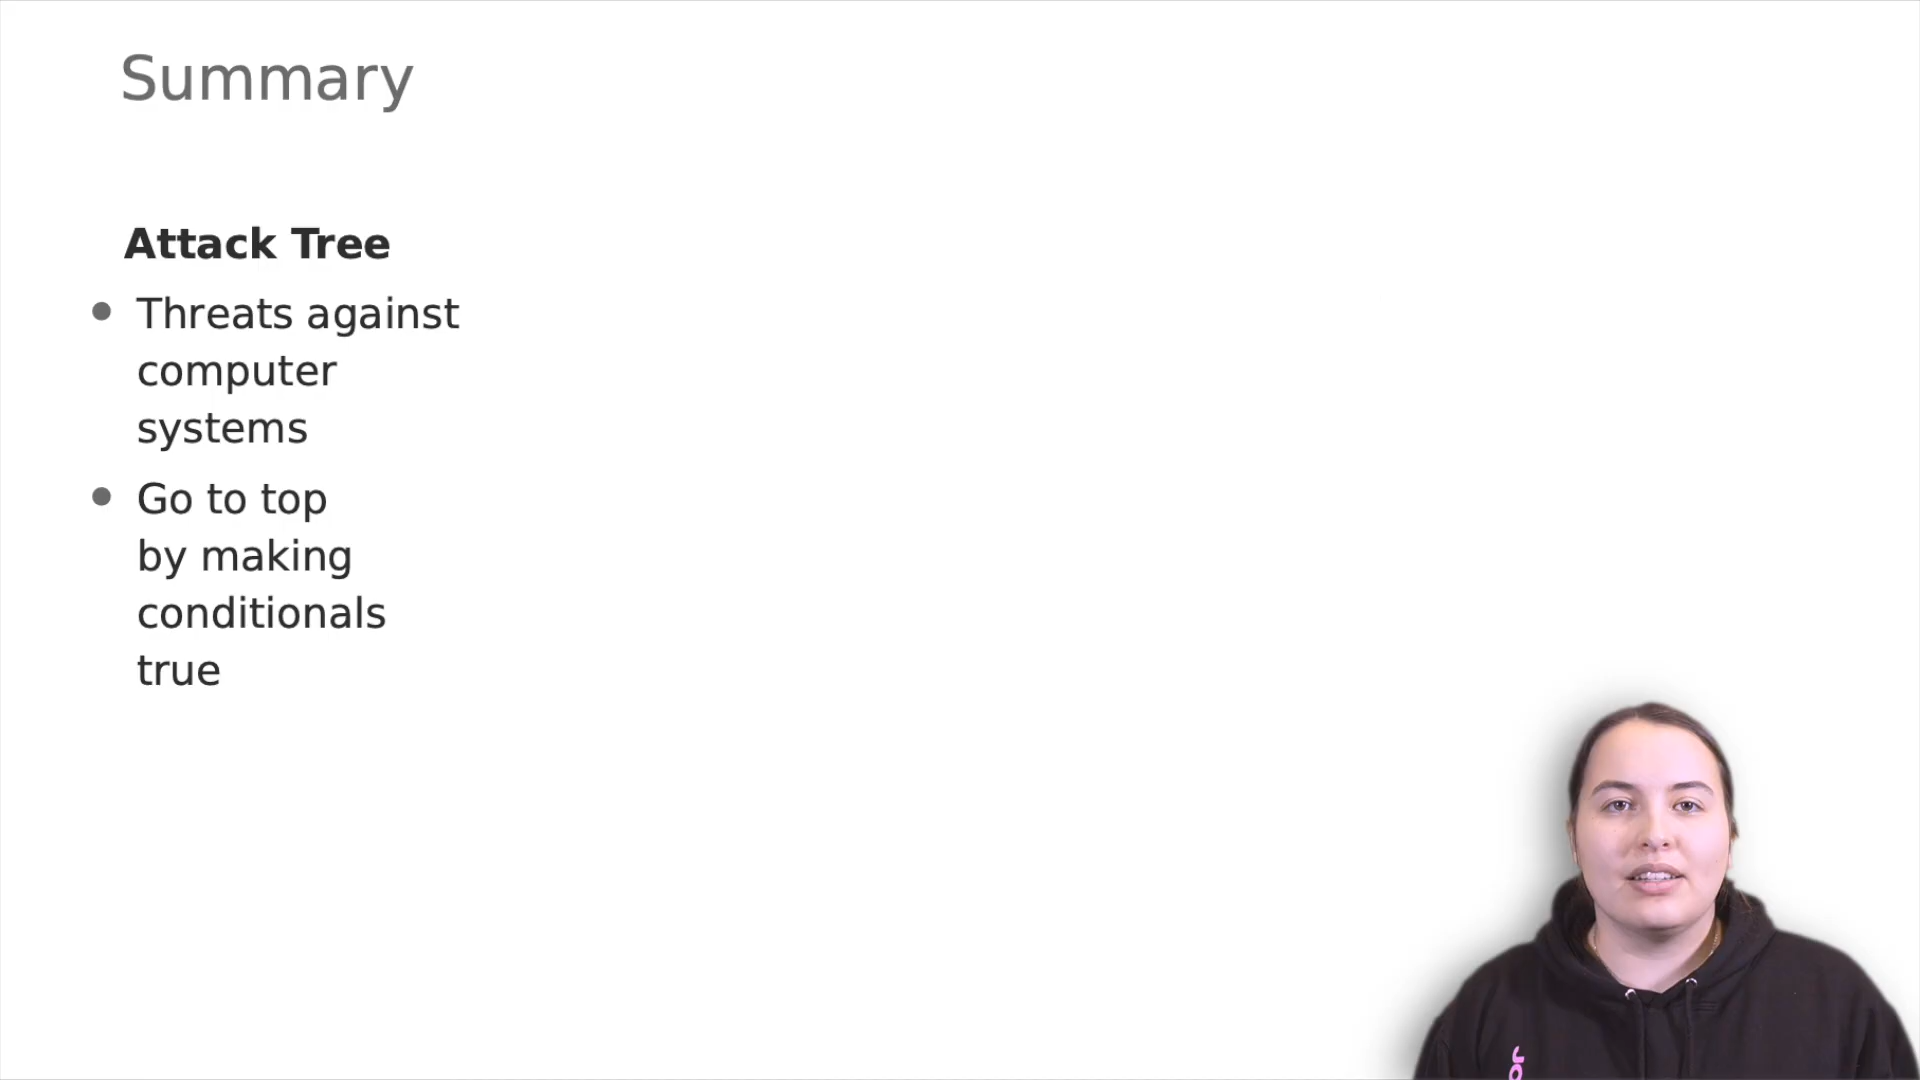 Summary
Attack Tree
Threats against
computer
systems
Go to top
by making
conditionals
true